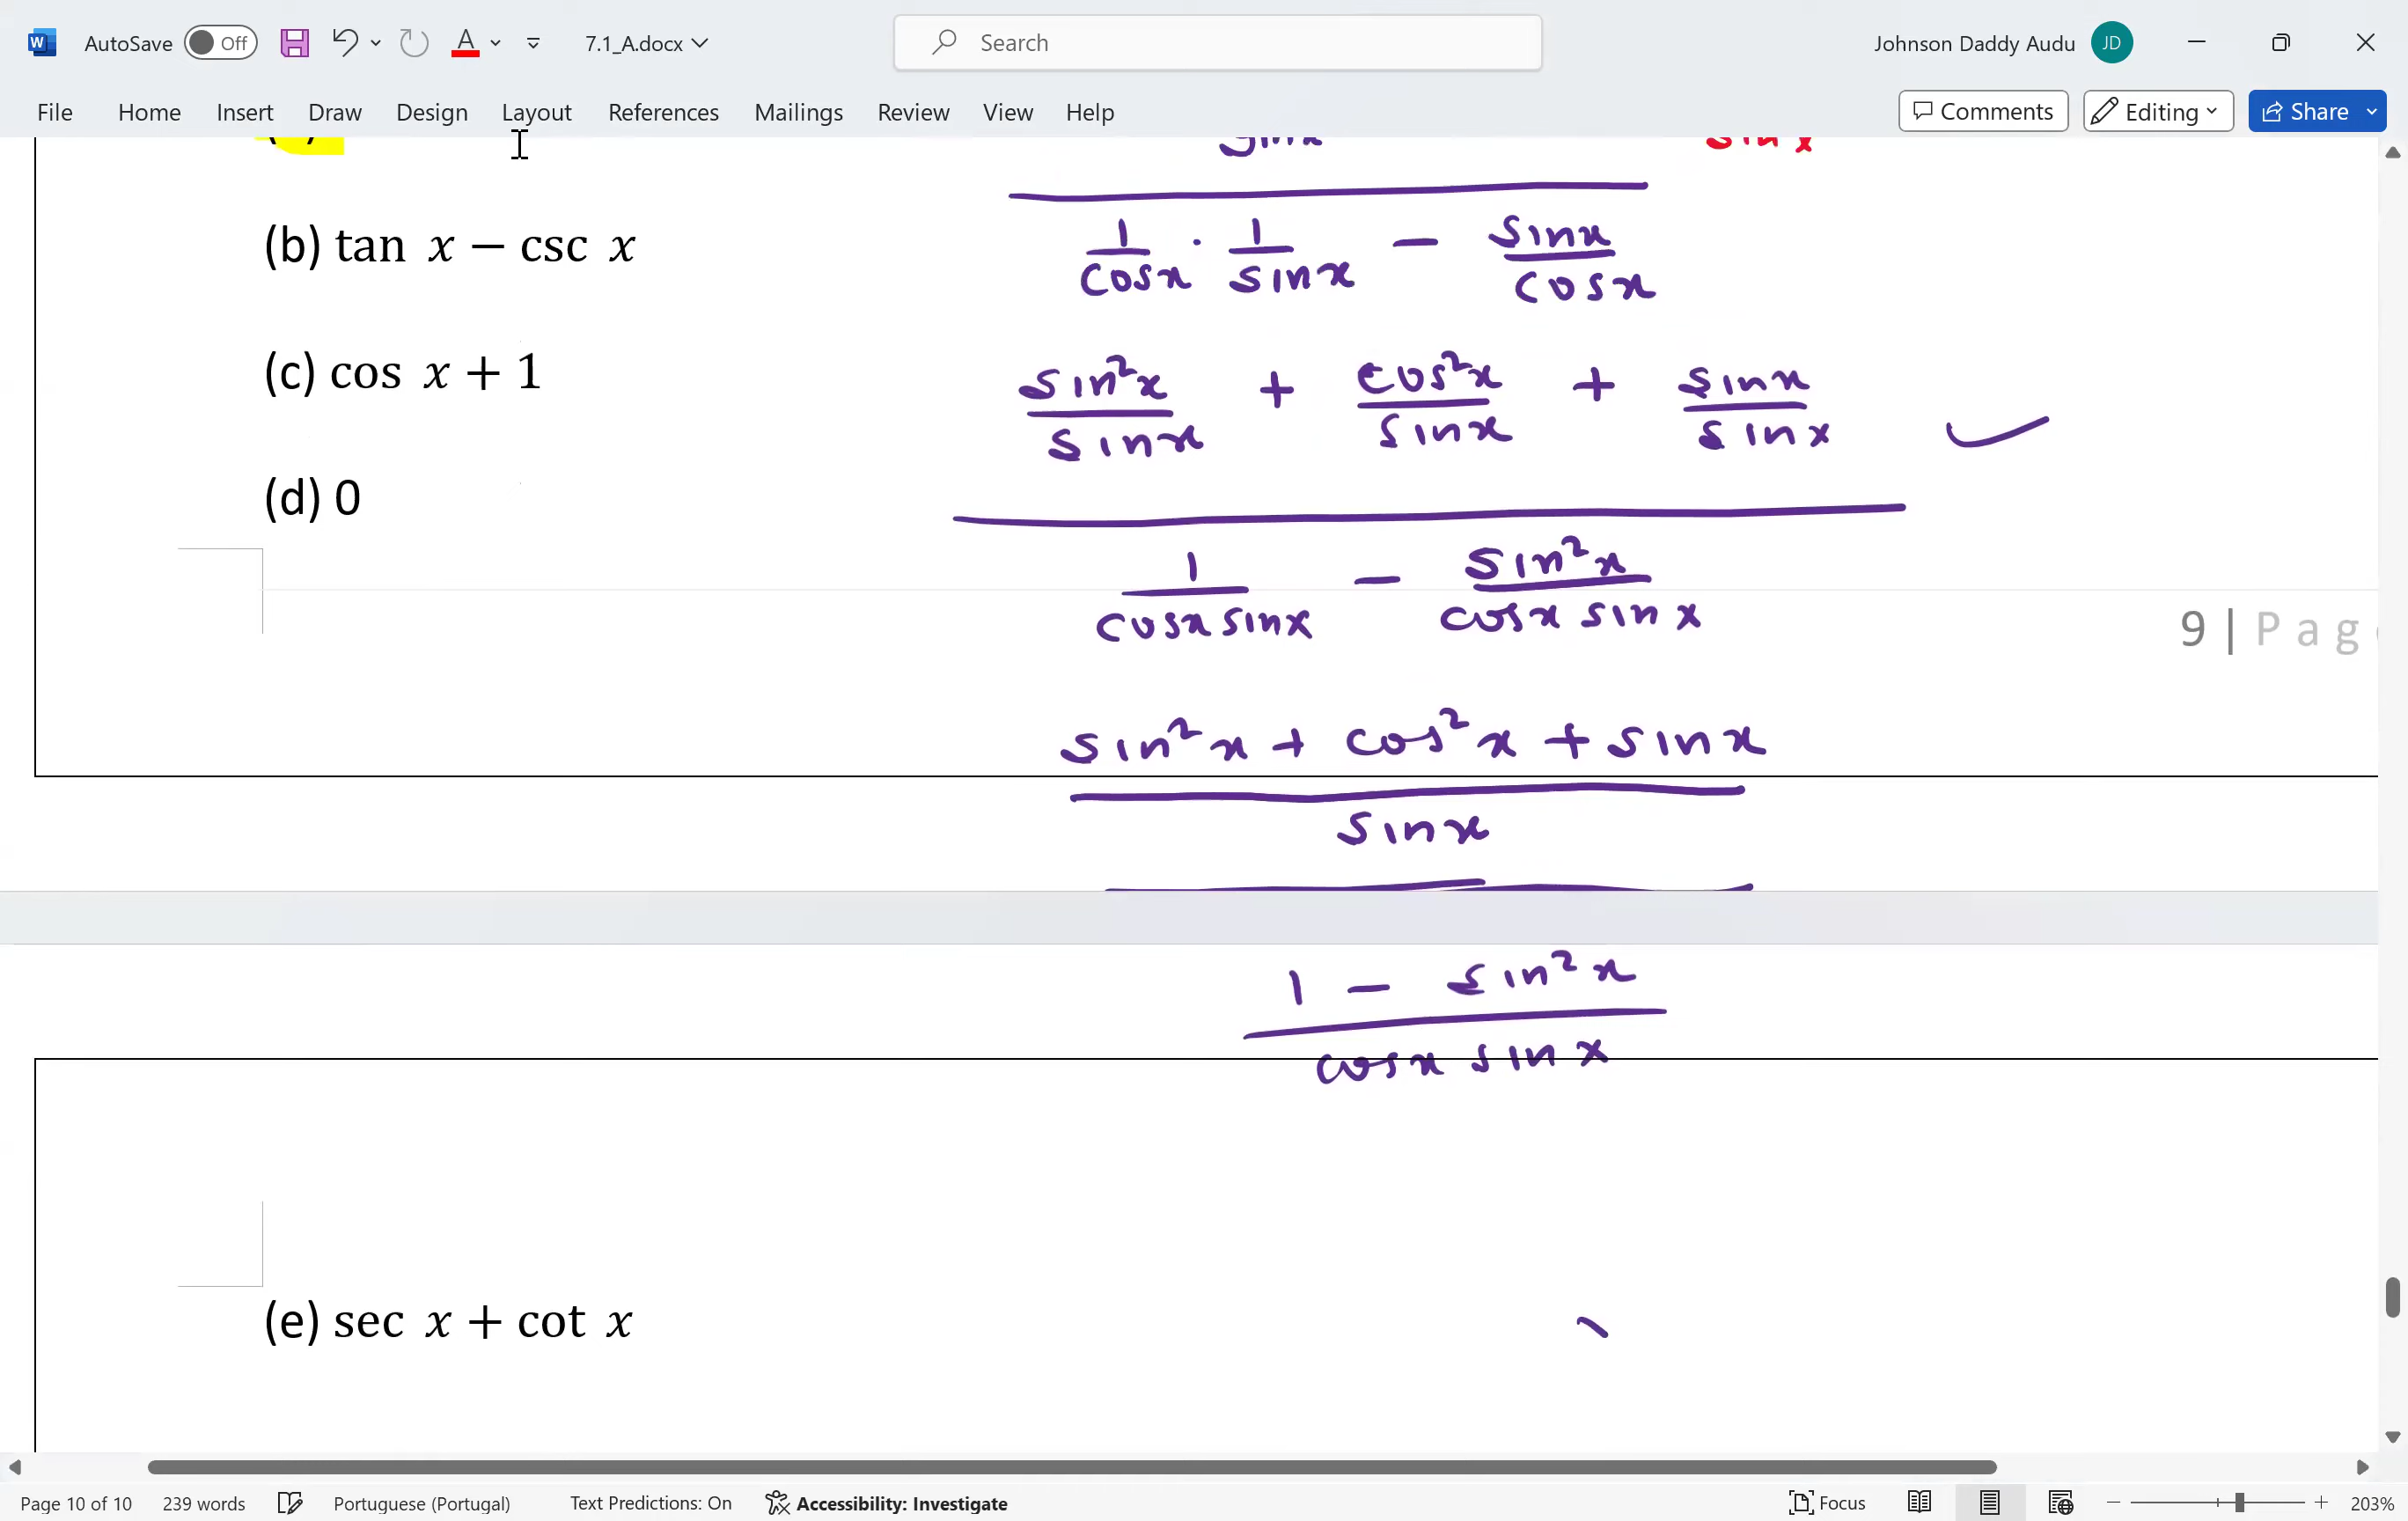 AutoSave Off 7.1_A.docx Search Johnson Daddy Audu JD
File Home Insert Draw Design Layout References Mailings Review View Help Comments Editing Share
sinx sinx
(b) tan x − csc x
1/cosx · 1/sinx − sinx/cosx
(c) cos x + 1
sin²x/sinx + cos²x/sinx + sinx/sinx ✓
(d) 0
1/cosx sinx − sin²x/cosx sinx
9 | P a g
sin²x + cos²x + sinx
sinx
1 − sin²x
cosx sinx
(e) sec x + cot x
Page 10 of 10 239 words Portuguese (Portugal) Text Predictions: On Accessibility: Investigate Focus 203%